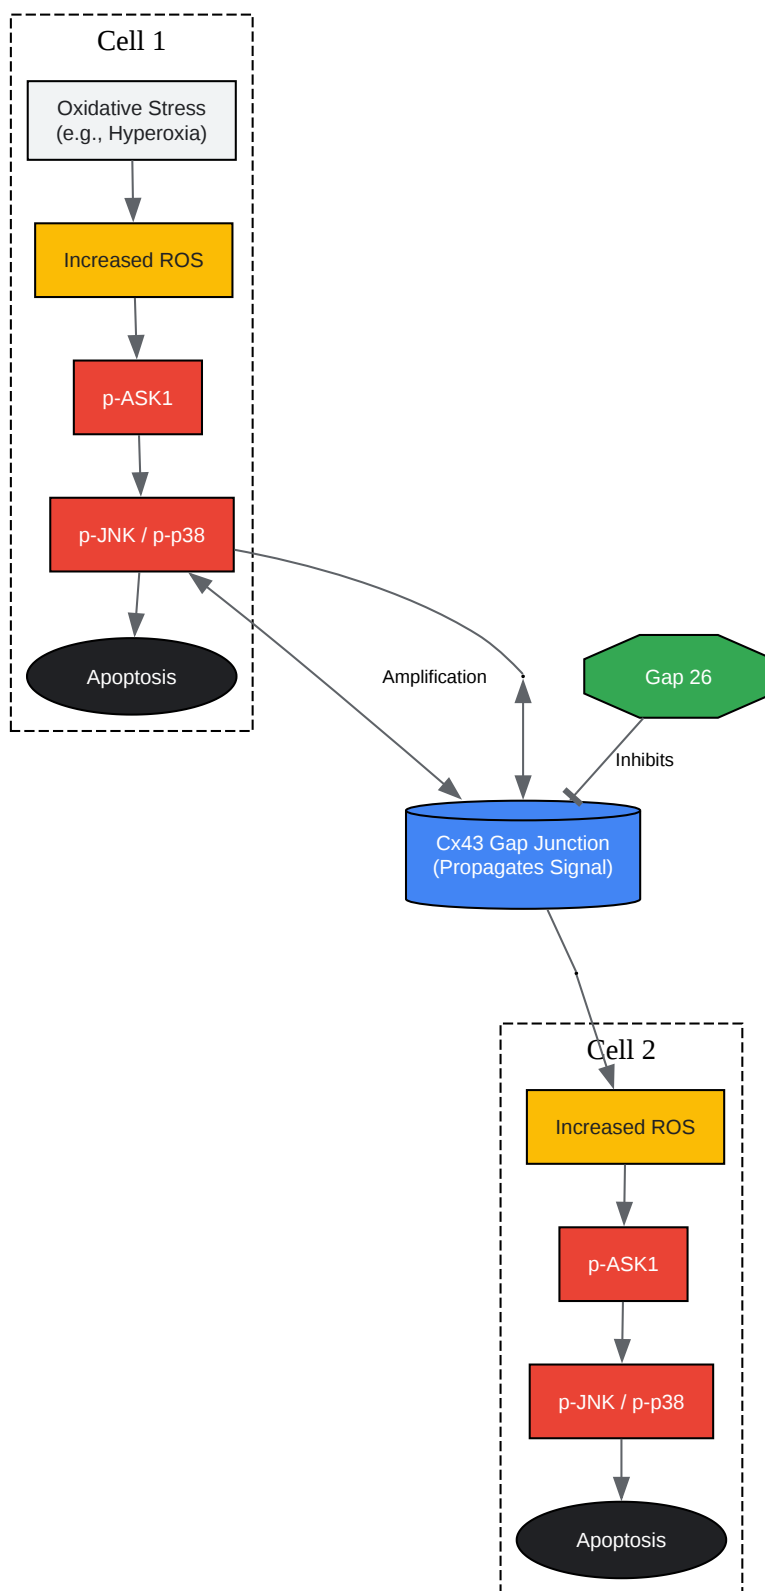 Cell 1
Oxidative Stress
(e.g., Hyperoxia)
Increased ROS
p-ASK1
p-JNK / p-p38
Apoptosis
Amplification
Gap 26
Inhibits
Cx43 Gap Junction
(Propagates Signal)
Cell 2
Increased ROS
p-ASK1
p-JNK / p-p38
Apoptosis